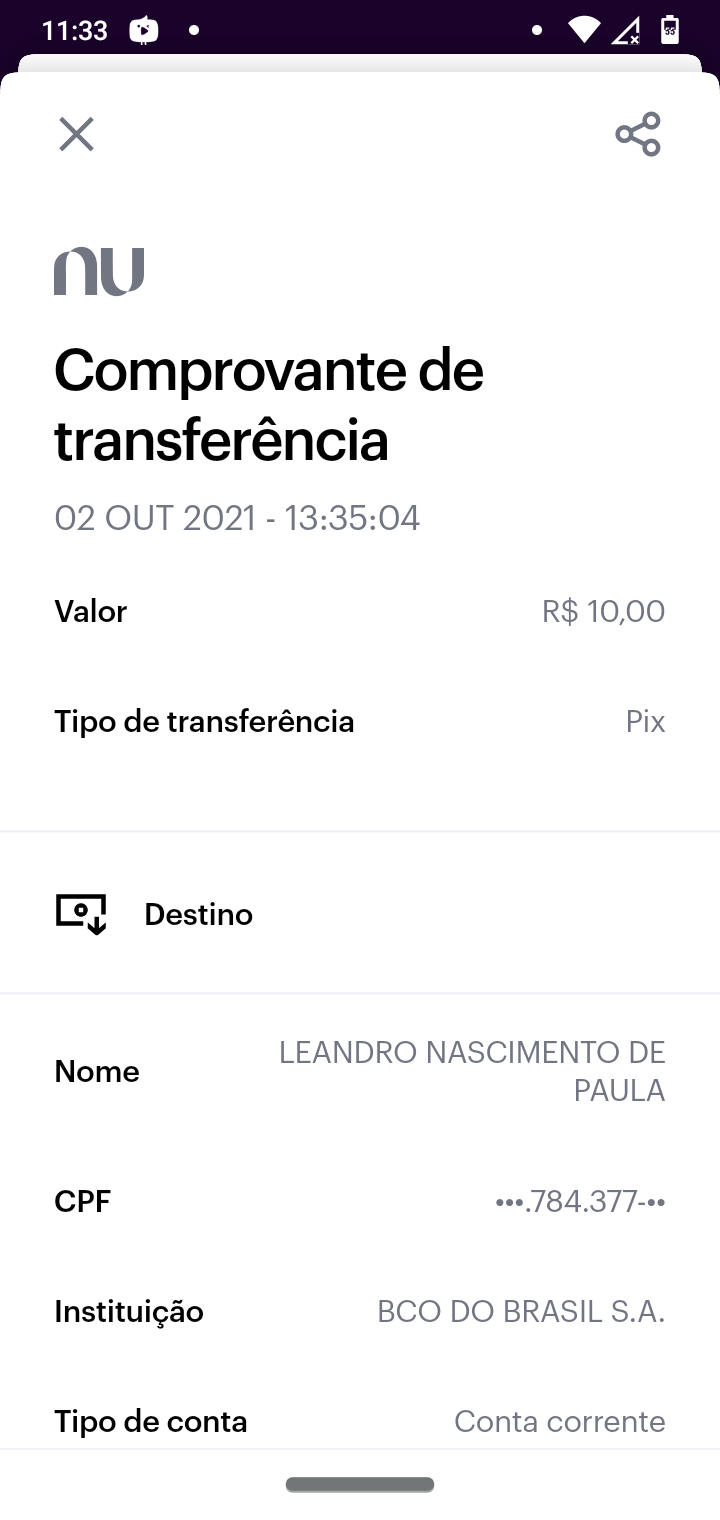 11:33
33
nu
Comprovante de
transferência
02 OUT 2021 - 13:35:04
Valor R$ 10,00
Tipo de transferência Pix
Destino
Nome LEANDRO NASCIMENTO DE
PAULA
CPF •••.784.377-••
Instituição BCO DO BRASIL S.A.
Tipo de conta Conta corrente